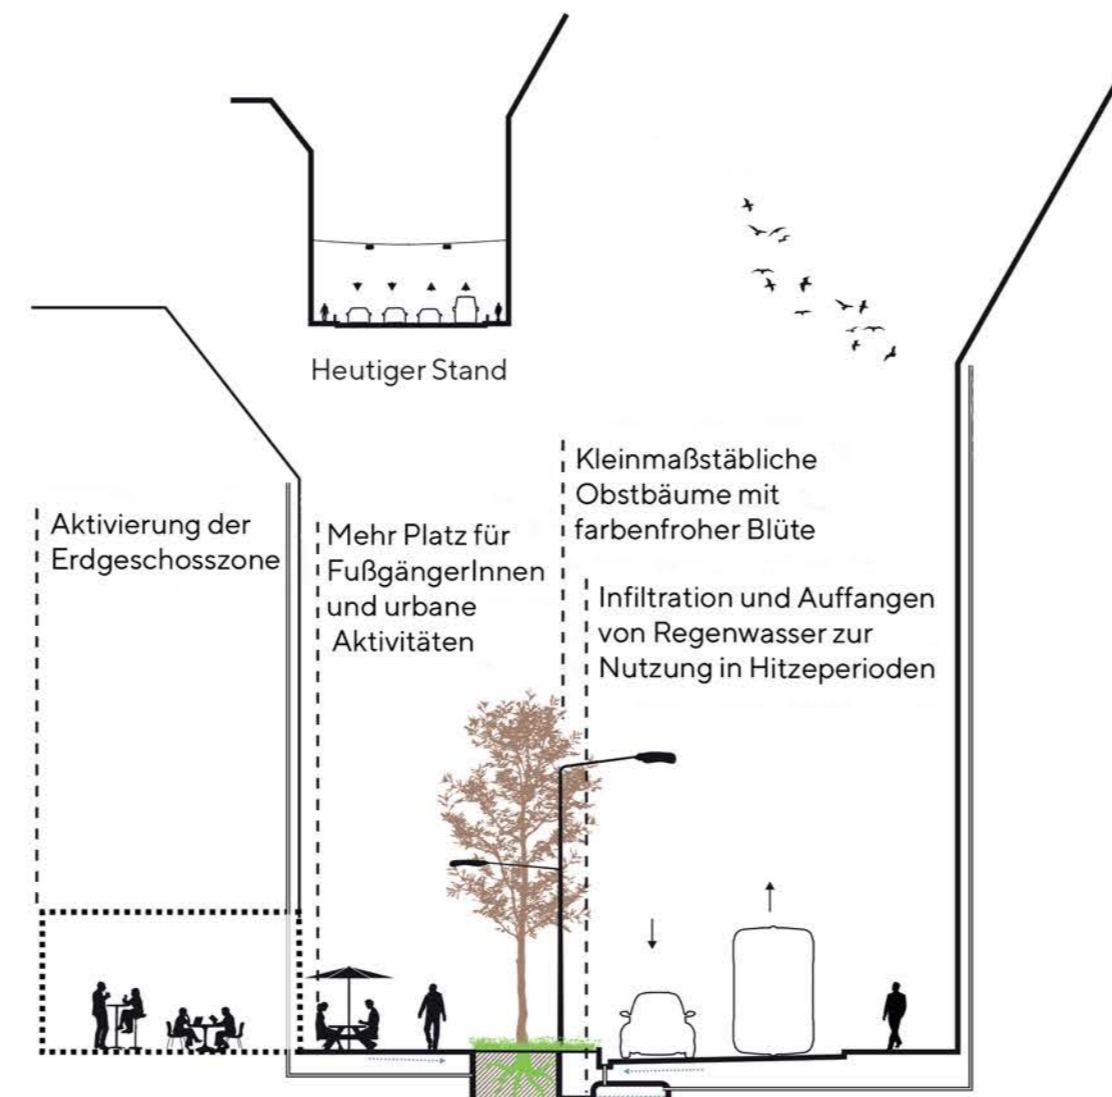 Heutiger Stand
Aktivierung der
Erdgeschosszone
Mehr Platz für
FußgängerInnen
und urbane
Aktivitäten
Kleinmaßstäbliche
Obstbäume mit
farbenfroher Blüte
Infiltration und Auffangen
von Regenwasser zur
Nutzung in Hitzeperioden